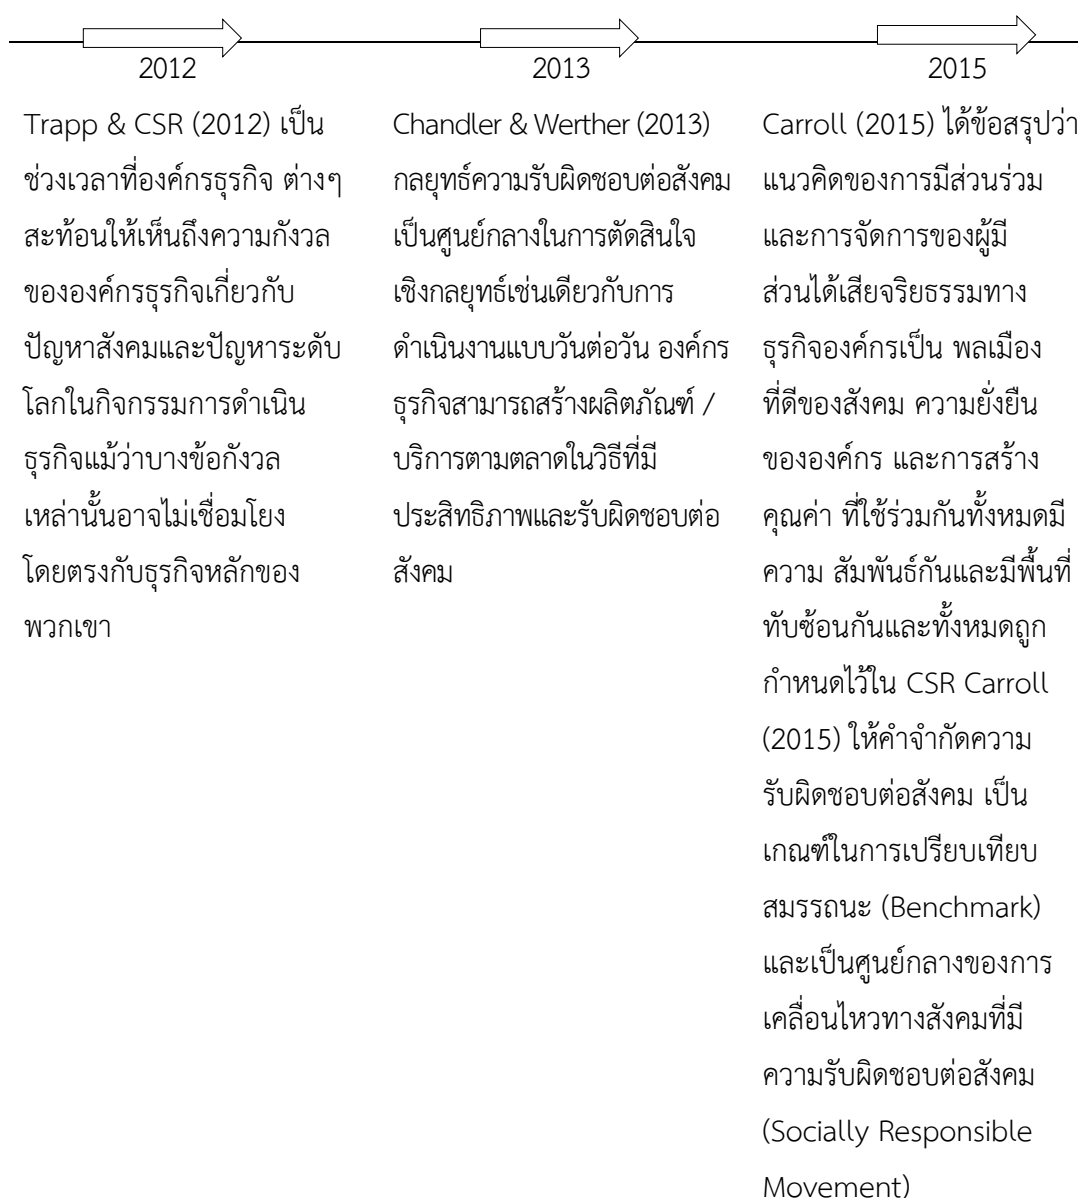 2012
Trapp & CSR (2012) เป็น
ช่วงเวลาที่องค์กรธุรกิจ ต่างๆ
สะท้อนให้เห็นถึงความกังวล
ขององค์กรธุรกิจเกี่ยวกับ
ปัญหาสังคมและปัญหาระดับ
โลกในกิจกรรมการดำเนิน
ธุรกิจแม้ว่าบางข้อกังวล
เหล่านั้นอาจไม่เชื่อมโยง
โดยตรงกับธุรกิจหลักของ
พวกเขา
2013
Chandler & Werther (2013)
กลยุทธ์ความรับผิดชอบต่อสังคม
เป็นศูนย์กลางในการตัดสินใจ
เชิงกลยุทธ์เช่นเดียวกับการ
ดำเนินงานแบบวันต่อวัน องค์กร
ธุรกิจสามารถสร้างผลิตภัณฑ์ /
บริการตามตลาดในวิธีที่มี
ประสิทธิภาพและรับผิดชอบต่อ
สังคม
2015
Carroll (2015) ได้ข้อสรุปว่า
แนวคิดของการมีส่วนร่วม
และการจัดการของผู้มี
ส่วนได้เสียจริยธรรมทาง
ธุรกิจองค์กรเป็น พลเมือง
ที่ดีของสังคม ความยั่งยืน
ขององค์กร และการสร้าง
คุณค่า ที่ใช้ร่วมกันทั้งหมดมี
ความ สัมพันธ์กันและมีพื้นที่
ทับซ้อนกันและทั้งหมดถูก
กำหนดไว้ใน CSR Carroll
(2015) ให้คำจำกัดความ
รับผิดชอบต่อสังคม เป็น
เกณฑ์ในการเปรียบเทียบ
สมรรถนะ (Benchmark)
และเป็นศูนย์กลางของการ
เคลื่อนไหวทางสังคมที่มี
ความรับผิดชอบต่อสังคม
(Socially Responsible
Movement)